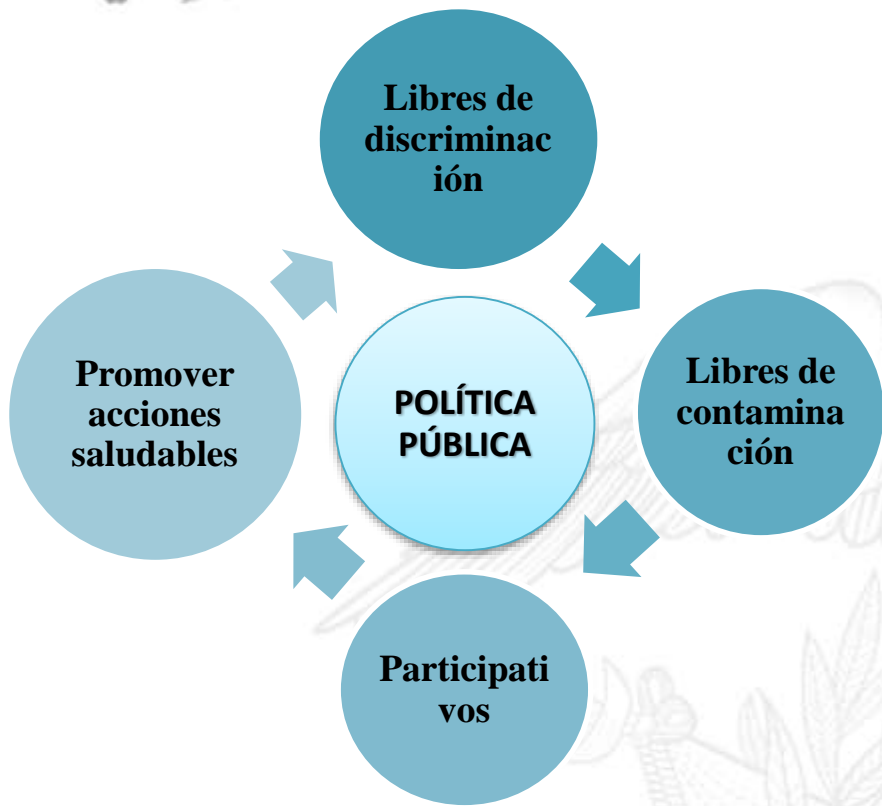 Libres de
discriminac
ión
Promover
acciones
saludables
POLÍTICA
PÚBLICA
Libres de
contamina
ción
Participati
vos